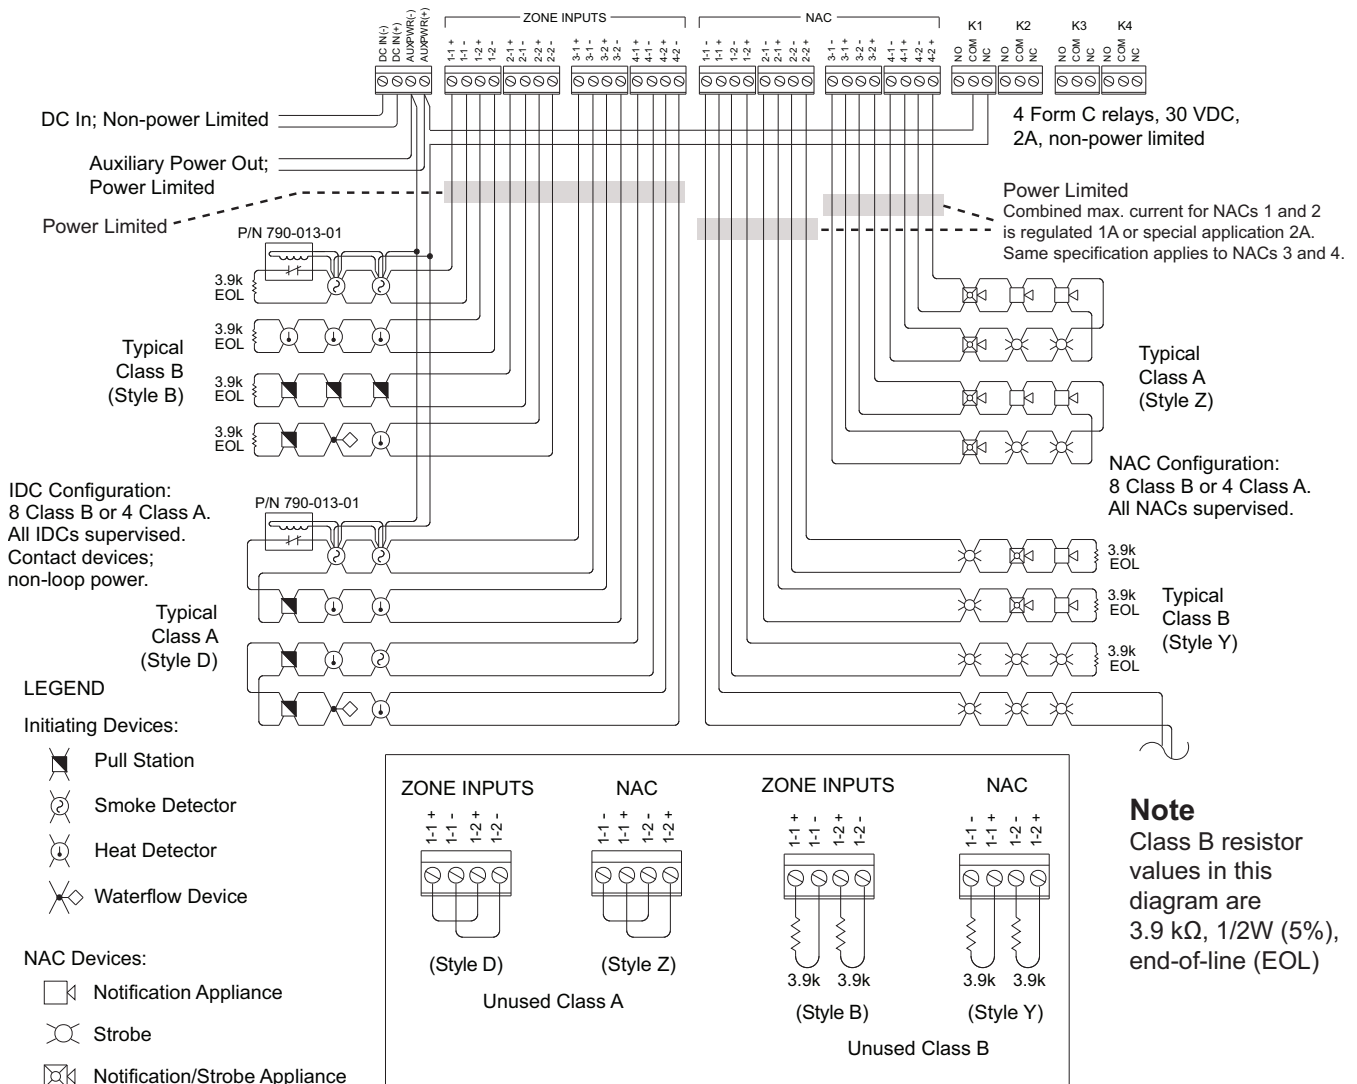 DC IN(-)
DC IN(+)
AUXPWR(-)
AUXPWR(+)
ZONE INPUTS
1-1 +
1-1 -
1-2 +
1-2 -
2-1 +
2-1 -
2-2 +
2-2 -
3-1 +
3-1 -
3-2 +
3-2 -
4-1 +
4-1 -
4-2 +
4-2 -
NAC
1-1 -
1-1 +
1-2 -
1-2 +
2-1 -
2-1 +
2-2 -
2-2 +
3-1 -
3-1 +
3-2 -
3-2 +
4-1 -
4-1 +
4-2 -
4-2 +
K1
NO
COM
NC
K2
NO
COM
NC
K3
NO
COM
NC
K4
NO
COM
NC
DC In; Non-power Limited
Auxiliary Power Out;
Power Limited
Power Limited
4 Form C relays, 30 VDC,
2A, non-power limited
Power Limited
Combined max. current for NACs 1 and 2
is regulated 1A or special application 2A.
Same specification applies to NACs 3 and 4.
P/N 790-013-01
3.9k
EOL
3.9k
EOL
3.9k
EOL
3.9k
EOL
Typical
Class B
(Style B)
Typical
Class A
(Style Z)
NAC Configuration:
8 Class B or 4 Class A.
All NACs supervised.
IDC Configuration:
8 Class B or 4 Class A.
All IDCs supervised.
Contact devices;
non-loop power.
P/N 790-013-01
Typical
Class A
(Style D)
3.9k
EOL
3.9k
EOL
3.9k
EOL
Typical
Class B
(Style Y)
LEGEND
Initiating Devices:
Pull Station
Smoke Detector
Heat Detector
Waterflow Device
NAC Devices:
Notification Appliance
Strobe
Notification/Strobe Appliance
ZONE INPUTS
1-1 +
1-1 -
1-2 +
1-2 -
(Style D)
NAC
1-1 -
1-1 +
1-2 -
1-2 +
(Style Z)
Unused Class A
ZONE INPUTS
1-1 +
1-1 -
1-2 +
1-2 -
3.9k 3.9k
(Style B)
NAC
1-1 -
1-1 +
1-2 -
1-2 +
3.9k 3.9k
(Style Y)
Unused Class B
Note
Class B resistor
values in this
diagram are
3.9 kΩ, 1/2W (5%),
end-of-line (EOL)